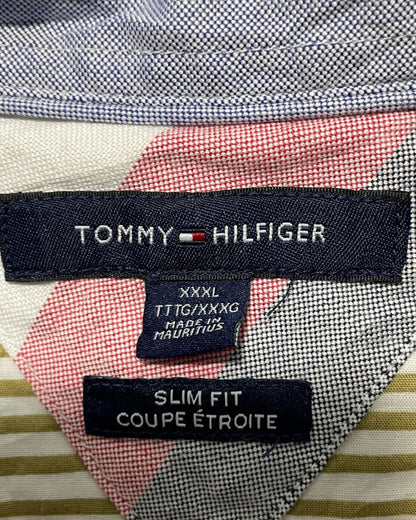 TOMMY HILFIGER
XXXL
TTTG/XXXG
MADE IN
MAURITIUS
SLIM FIT
COUPE ÉTROITE